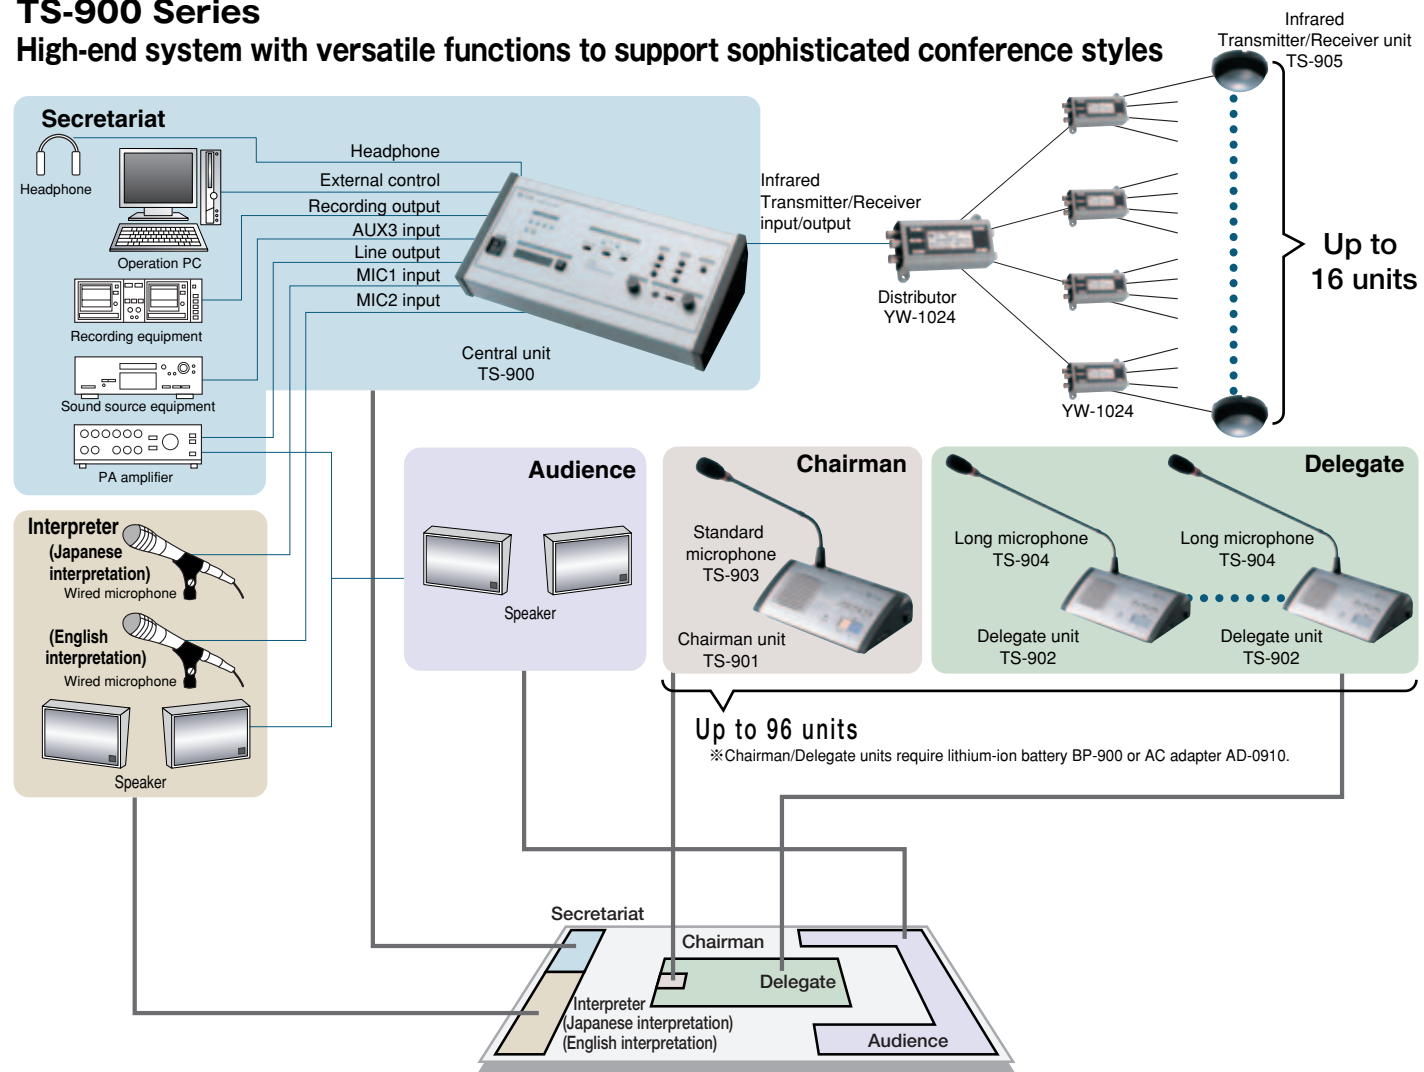 TS-900 Series
High-end system with versatile functions to support sophisticated conference styles
Infrared
Transmitter/Receiver unit
TS-905
Secretariat
Headphone
Operation PC
Recording equipment
Sound source equipment
PA amplifier
Headphone
External control
Recording output
AUX3 input
Line output
MIC1 input
MIC2 input
Central unit
TS-900
Infrared
Transmitter/Receiver
input/output
Distributor
YW-1024
YW-1024
Up to
16 units
Interpreter
(Japanese
interpretation)
Wired microphone
(English
interpretation)
Wired microphone
Speaker
Audience
Speaker
Chairman
Standard
microphone
TS-903
Chairman unit
TS-901
Delegate
Long microphone
TS-904
Delegate unit
TS-902
Long microphone
TS-904
Delegate unit
TS-902
Up to 96 units
※Chairman/Delegate units require lithium-ion battery BP-900 or AC adapter AD-0910.
Secretariat
Chairman
Delegate
Interpreter
(Japanese interpretation)
(English interpretation)
Audience